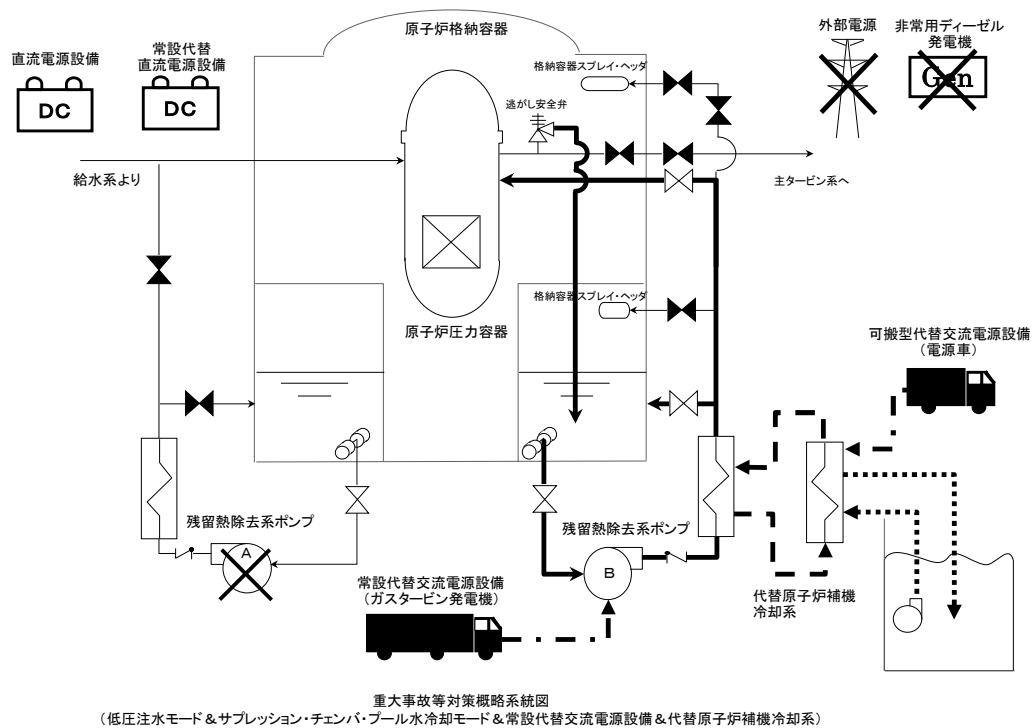 原子炉格納容器
外部電源
非常用ディーゼル
発電機
Gen
直流電源設備
DC
常設代替
直流電源設備
DC
格納容器スプレイ・ヘッダ
逃がし安全弁
給水系より
主タービン系へ
格納容器スプレイ・ヘッダ
原子炉圧力容器
可搬型代替交流電源設備
(電源車)
残留熱除去系ポンプ
A
残留熱除去系ポンプ
B
常設代替交流電源設備
(ガスタービン発電機)
代替原子炉補機
冷却系
重大事故等対策概略系統図
(低圧注水モード&サプレッション・チェンバ・プール水冷却モード&常設代替交流電源設備&代替原子炉補機冷却系)